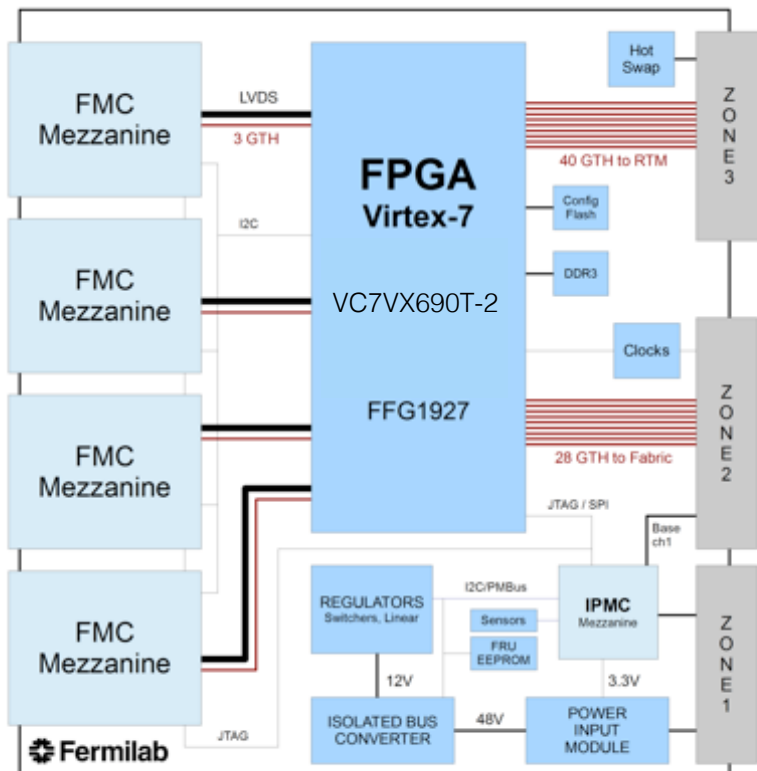 FMC
Mezzanine
FMC
Mezzanine
FMC
Mezzanine
FMC
Mezzanine
LVDS
3 GTH
I2C
JTAG
Fermilab
FPGA
Virtex-7
VC7VX690T-2
FFG1927
Hot
Swap
40 GTH to RTM
Config
Flash
DDR3
Clocks
28 GTH to Fabric
JTAG / SPI
Base
ch1
ZONE3
ZONE2
ZONE1
REGULATORS
Switchers, Linear
I2C/PMBus
Sensors
FRU
EEPROM
IPMC
Mezzanine
12V
3.3V
ISOLATED BUS
CONVERTER
48V
POWER
INPUT
MODULE